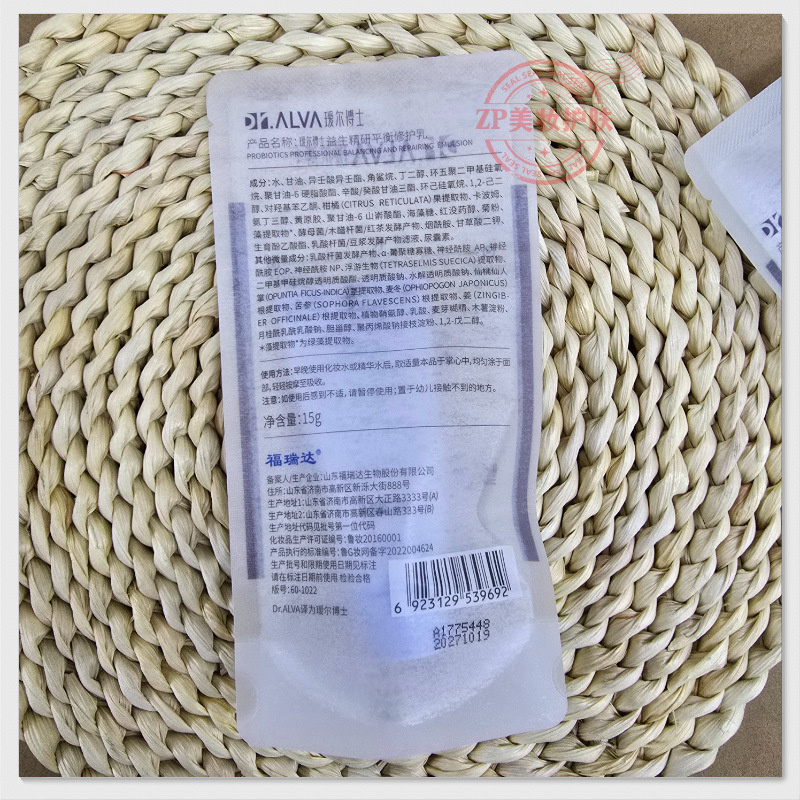 Dr.ALVA瑷尔博士
SEAL
SEAL
ZP美妆护肤
产品名称:瑷尔博士益生精研平衡修护乳
PROBIOTICS PROFESSIONAL BALANCING AND REPAIRING EMULSION
成分:水、甘油、异壬酸异壬酯、角鲨烷、丁二醇、环五聚二甲基硅氧
烷、聚甘油-6 硬脂酸酯、辛酸/癸酸甘油三酯、环己硅氧烷、1,2-己二
醇、对羟基苯乙酮、柑橘(CITRUS RETICULATA)果提取物、卡波姆、
氨丁三醇、黄原胶、聚甘油-6 山嵛酸酯、海藻糖、红没药醇、菊粉、
藻提取物*、酵母菌/木醋杆菌/红茶发酵产物、烟酰胺、甘草酸二钾、
生育酚乙酸酯、乳酸杆菌/豆浆发酵产物滤液、尿囊素。
其他微量成分:乳酸杆菌发酵产物、α-葡聚糖寡糖、神经酰胺 AP、神经
酰胺 EOP、神经酰胺 NP、浮游生物(TETRASELMIS SUECICA)提取物、
二甲基甲硅烷醇透明质酸酯、透明质酸钠、水解透明质酸钠、仙桃仙人
掌(OPUNTIA FICUS-INDICA)茎提取物、麦冬(OPHIOPOGON JAPONICUS)
根提取物、苦参(SOPHORA FLAVESCENS)根提取物、姜(ZINGIB-
ER OFFICINALE)根提取物、植物鞘氨醇、乳酸、麦芽糊精、木薯淀粉、
月桂酰乳酰乳酸钠、胆甾醇、聚丙烯酸钠接枝淀粉、1,2-戊二醇。
*藻提取物*为绿藻提取物。
使用方法:早晚使用化妆水或精华水后,取适量本品于掌心中,均匀涂于面
部,轻轻按摩至吸收。
注意:如使用后感到不适,请暂停使用;置于幼儿接触不到的地方。
净含量:15g
福瑞达
备案人/生产企业:山东福瑞达生物股份有限公司
住所:山东省济南市高新区新泺大街888号
生产地址1:山东省济南市高新区大正路3333号(A)
生产地址2:山东省济南市高新区春山路333号(B)
生产地址代码见批号第一位代码
化妆品生产许可证编号:鲁妆20160001
产品执行的标准编号:鲁G妆网备字2022004624
生产批号和限期使用日期见标注
请在标注日期前使用 检验合格
版号:60-1022
Dr.ALVA译为瑷尔博士
6 923129 539692
A1775448
20271019